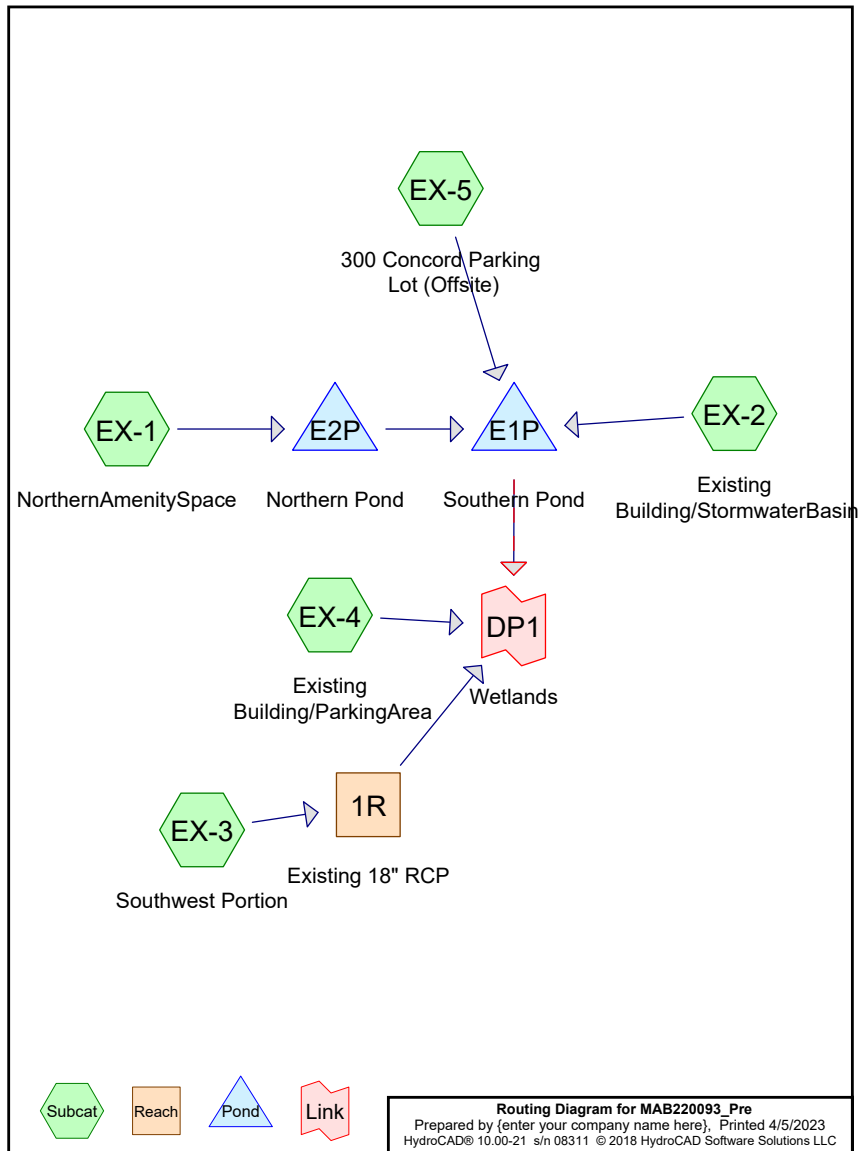 EX-5
300 Concord Parking
Lot (Offsite)
EX-1
E2P
E1P
EX-2
NorthernAmenitySpace
Northern Pond
Southern Pond
Existing
Building/StormwaterBasin
EX-4
DP1
Existing
Building/ParkingArea
Wetlands
EX-3
1R
Southwest Portion
Existing 18" RCP
Subcat
Reach
Pond
Link
Routing Diagram for MAB220093_Pre
Prepared by {enter your company name here}, Printed 4/5/2023
HydroCAD® 10.00-21 s/n 08311 © 2018 HydroCAD Software Solutions LLC